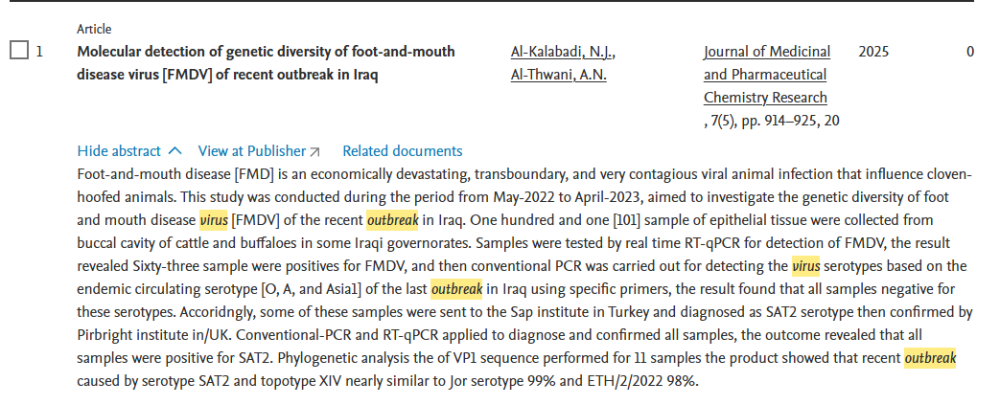 Article
1 Molecular detection of genetic diversity of foot-and-mouth disease virus [FMDV] of recent outbreak in Iraq
Al-Kalabadi, N.J.,
Al-Thwani, A.N.
Journal of Medicinal
and Pharmaceutical
Chemistry Research
, 7(5), pp. 914–925, 20
2025
0
Hide abstract View at Publisher Related documents
Foot-and-mouth disease [FMD] is an economically devastating, transboundary, and very contagious viral animal infection that influence cloven-
hoofed animals. This study was conducted during the period from May-2022 to April-2023, aimed to investigate the genetic diversity of foot
and mouth disease virus [FMDV] of the recent outbreak in Iraq. One hundred and one [101] sample of epithelial tissue were collected from
buccal cavity of cattle and buffaloes in some Iraqi governorates. Samples were tested by real time RT-qPCR for detection of FMDV, the result
revealed Sixty-three sample were positives for FMDV, and then conventional PCR was carried out for detecting the virus serotypes based on the
endemic circulating serotype [O, A, and Asia1] of the last outbreak in Iraq using specific primers, the result found that all samples negative for
these serotypes. Accoridngly, some of these samples were sent to the Sap institute in Turkey and diagnosed as SAT2 serotype then confirmed by
Pirbright institute in/UK. Conventional-PCR and RT-qPCR applied to diagnose and confirmed all samples, the outcome revealed that all
samples were positive for SAT2. Phylogenetic analysis the of VP1 sequence performed for 11 samples the product showed that recent outbreak
caused by serotype SAT2 and topotype XIV nearly similar to Jor serotype 99% and ETH/2/2022 98%.